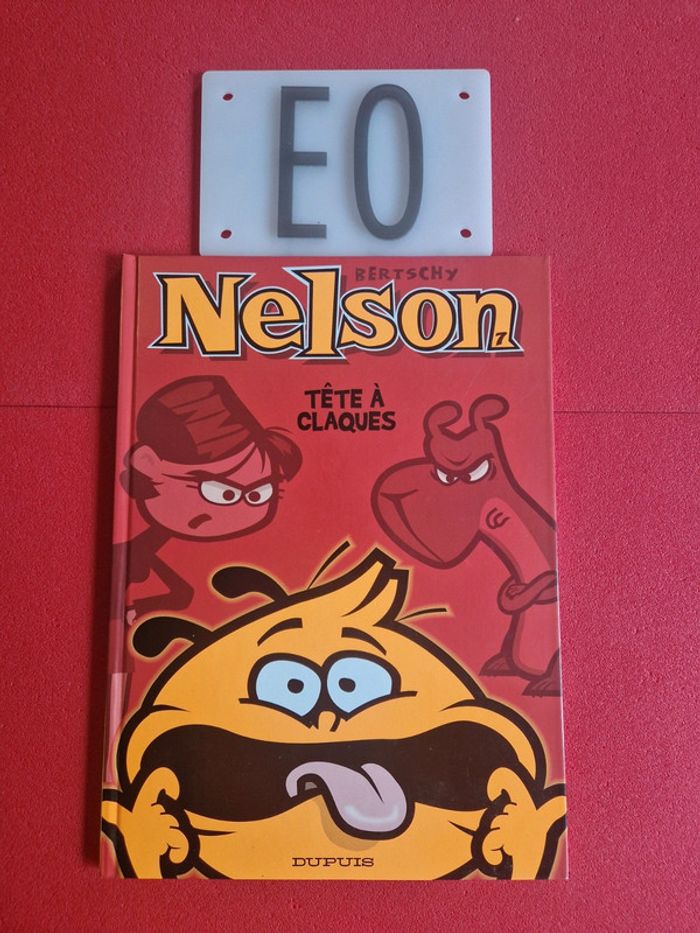 EO
BERTSCHY
Nelson
7
TÊTE À
CLAQUES
DUPUIS